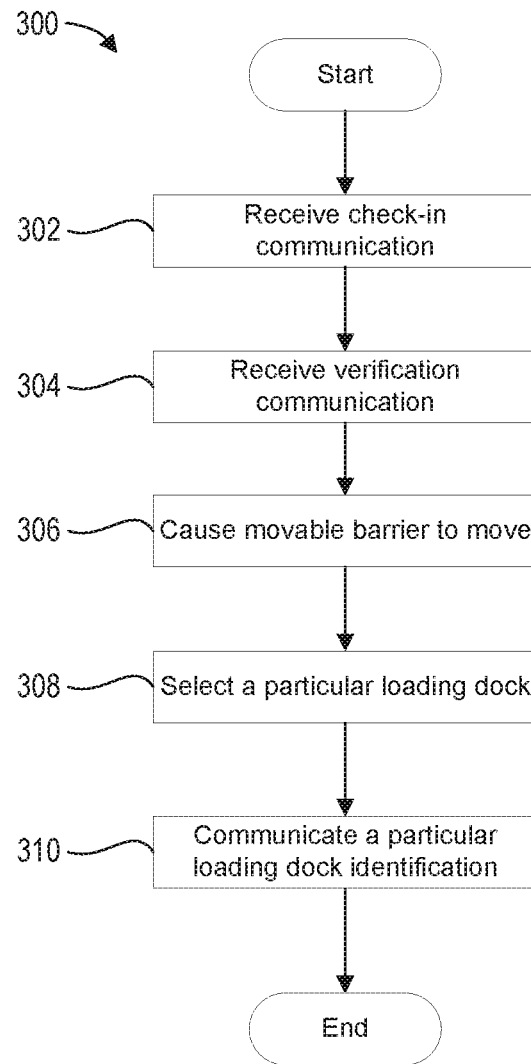 300
Start
302
Receive check-in
communication
304
Receive verification
communication
306
Cause movable barrier to move
308
Select a particular loading dock
310
Communicate a particular
loading dock identification
End